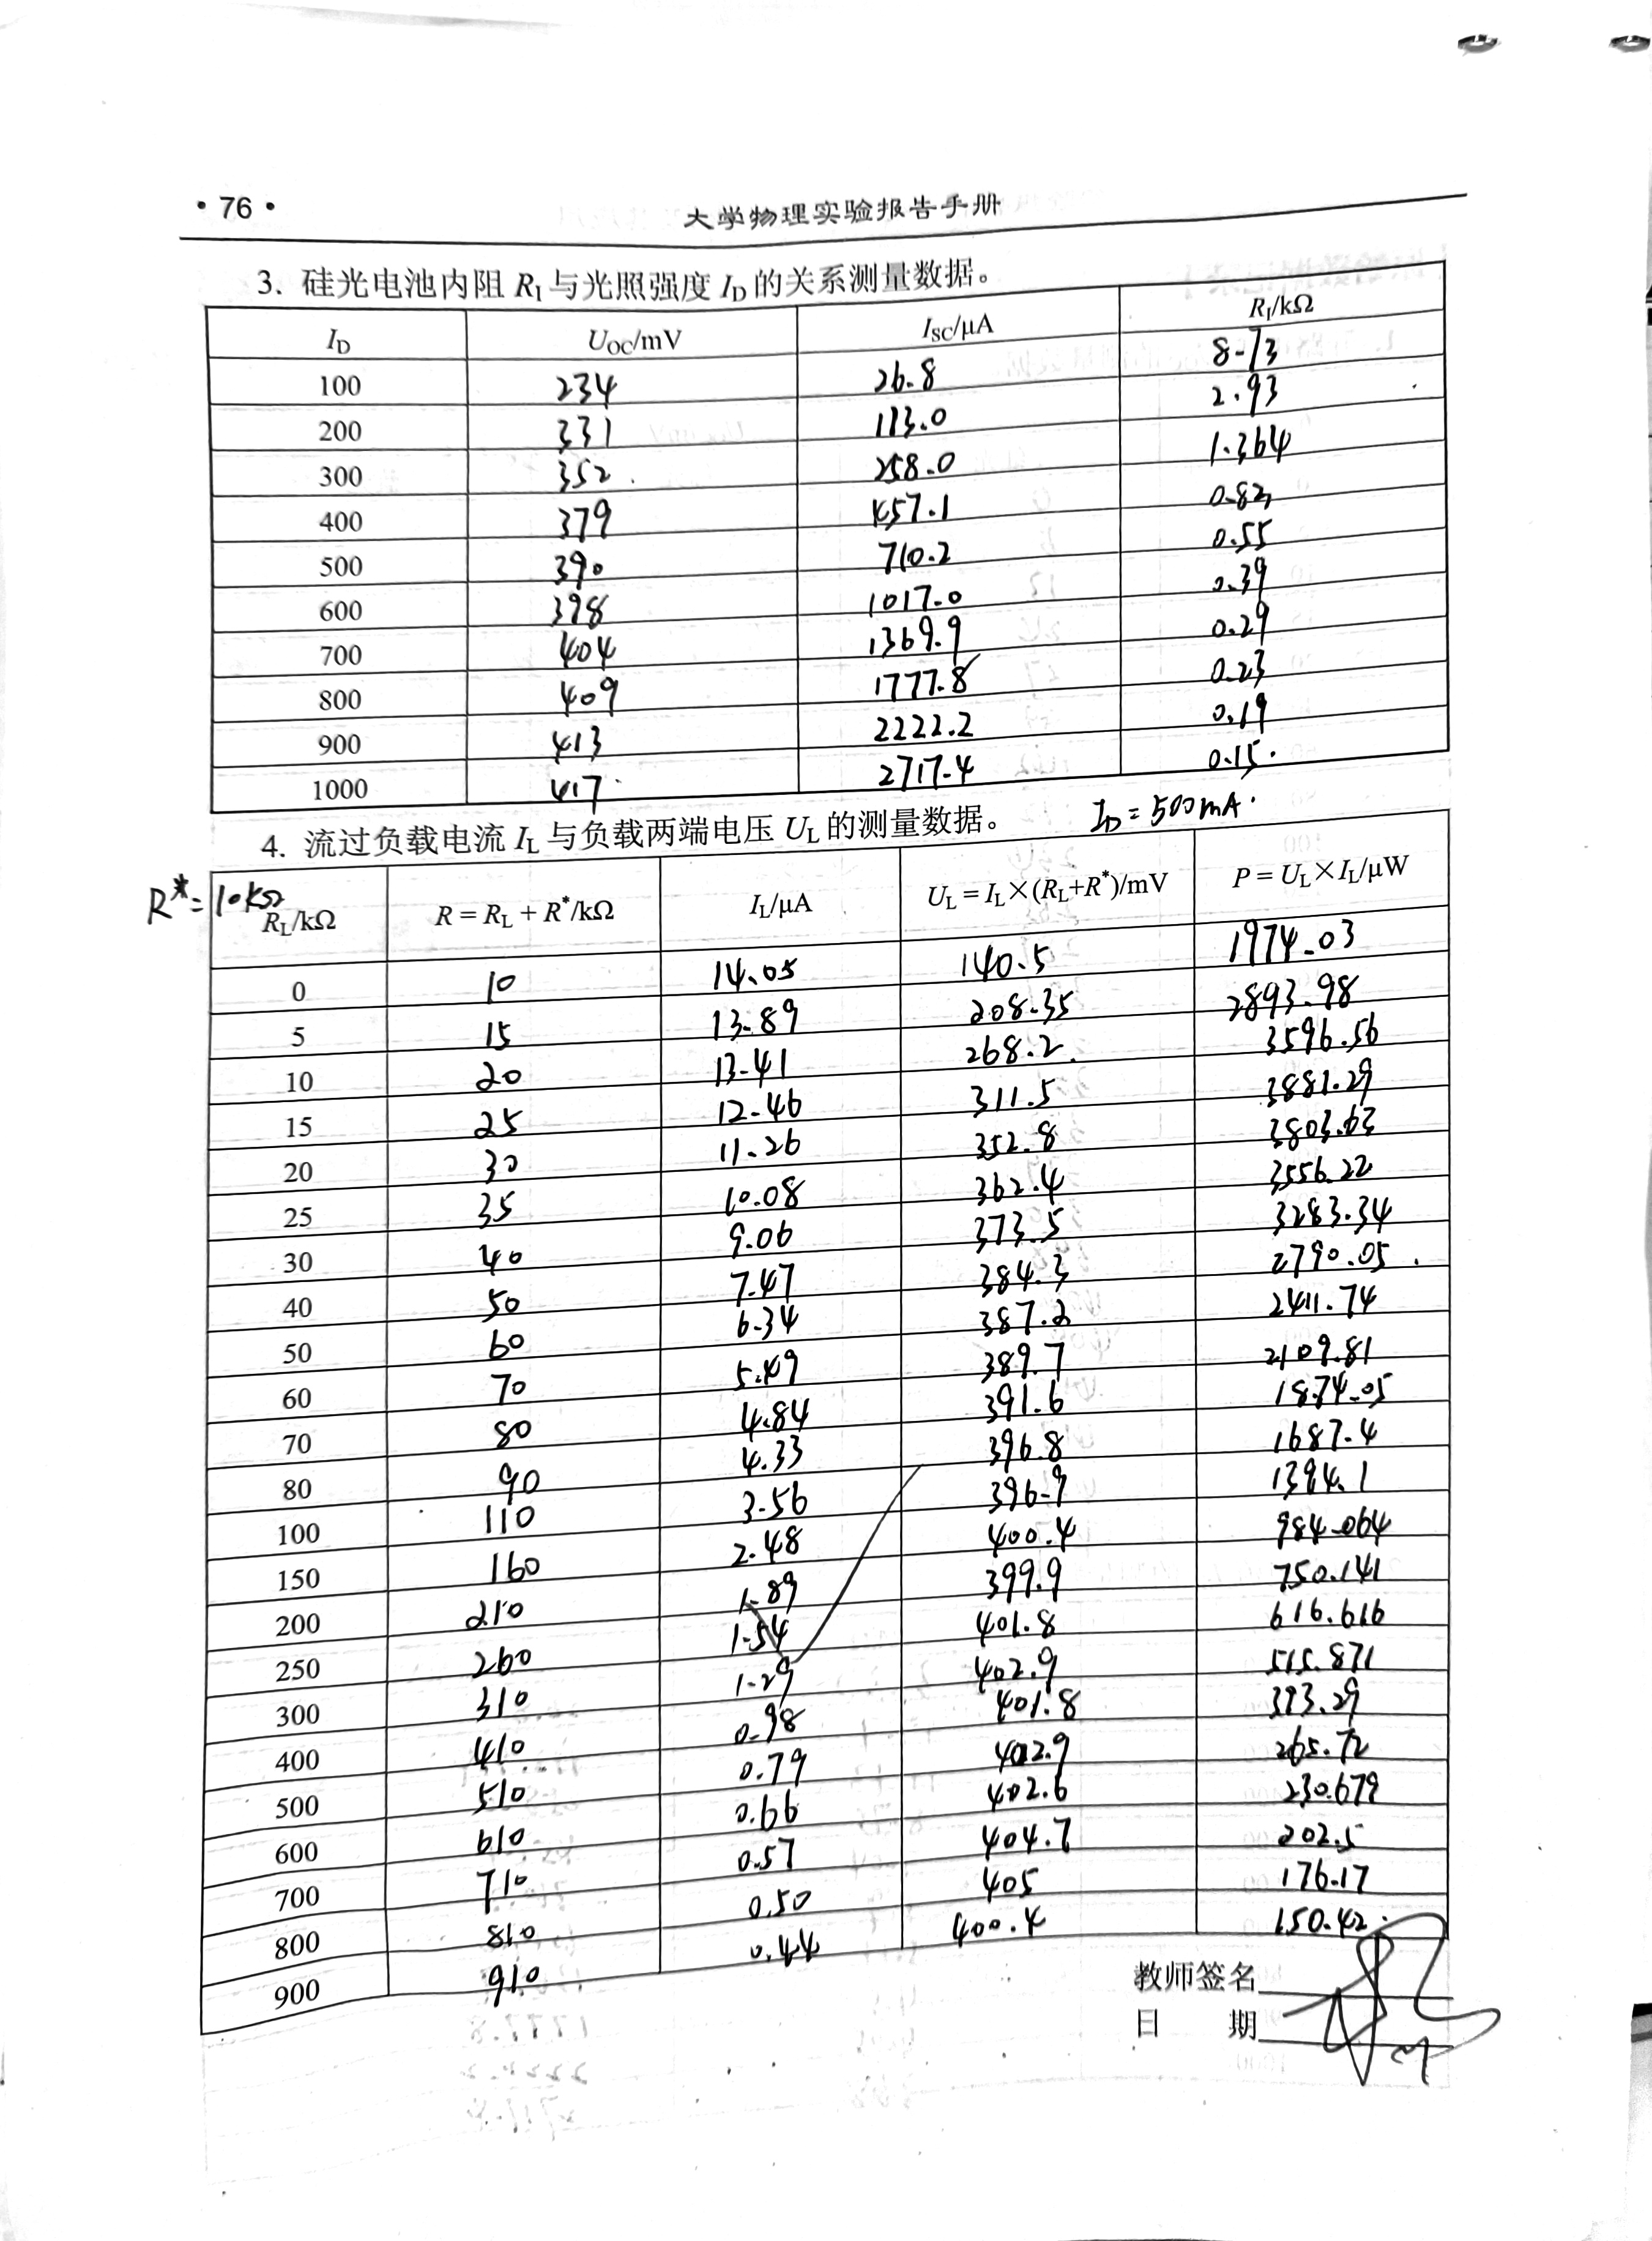 • 76 •
大学物理实验报告手册
3. 硅光电池内阻 R_I 与光照强度 I_D 的关系测量数据。
I_D U_OC/mV I_SC/μA R_I/kΩ
100 234 26.8 8.73
200 331 113.0 2.93
300 352 258.0 1.364
400 379 457.1 0.83
500 390 710.2 0.55
600 398 1017.0 0.39
700 404 1369.9 0.29
800 409 1777.8 0.23
900 413 2222.2 0.19
1000 417 2717.4 0.15.
4. 流过负载电流 I_L 与负载两端电压 U_L 的测量数据。 I_D = 500mA.
R* = 10kΩ
R_L/kΩ R = R_L + R*/kΩ I_L/μA U_L = I_L × (R_L+R*)/mV P = U_L × I_L/μW
0 10 14.05 140.5 1974.03
5 15 13.89 208.35 2893.98
10 20 13.41 268.2 3596.56
15 25 12.46 311.5 3881.29
20 30 11.26 352.8 3803.63
25 35 10.08 362.4 3556.22
30 40 9.06 373.5 3283.34
40 50 7.47 384.3 2790.05
50 60 6.34 387.2 2411.74
60 70 5.49 389.7 2109.81
70 80 4.84 391.6 1874.05
80 90 4.33 396.8 1687.4
100 110 3.56 396.9 1394.1
150 160 2.48 400.4 984.064
200 210 1.89 399.9 750.141
250 260 1.54 401.8 616.616
300 310 1.29 402.9 515.871
400 410 0.98 401.8 393.29
500 510 0.79 402.9 265.72
600 610 0.66 402.6 230.679
700 710 0.57 404.7 202.5
800 810 0.50 405 176.17
900 910 0.44 400.4 150.42
教师签名
日 期